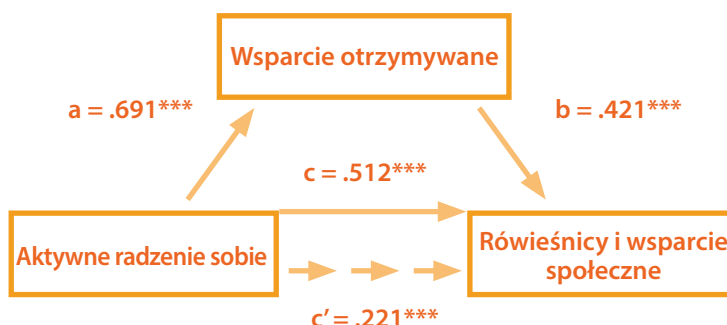 Wsparcie otrzymywane
a = .691***
b = .421***
c = .512***
Aktywne radzenie sobie
Rówieśnicy i wsparcie
społeczne
c’ = .221***